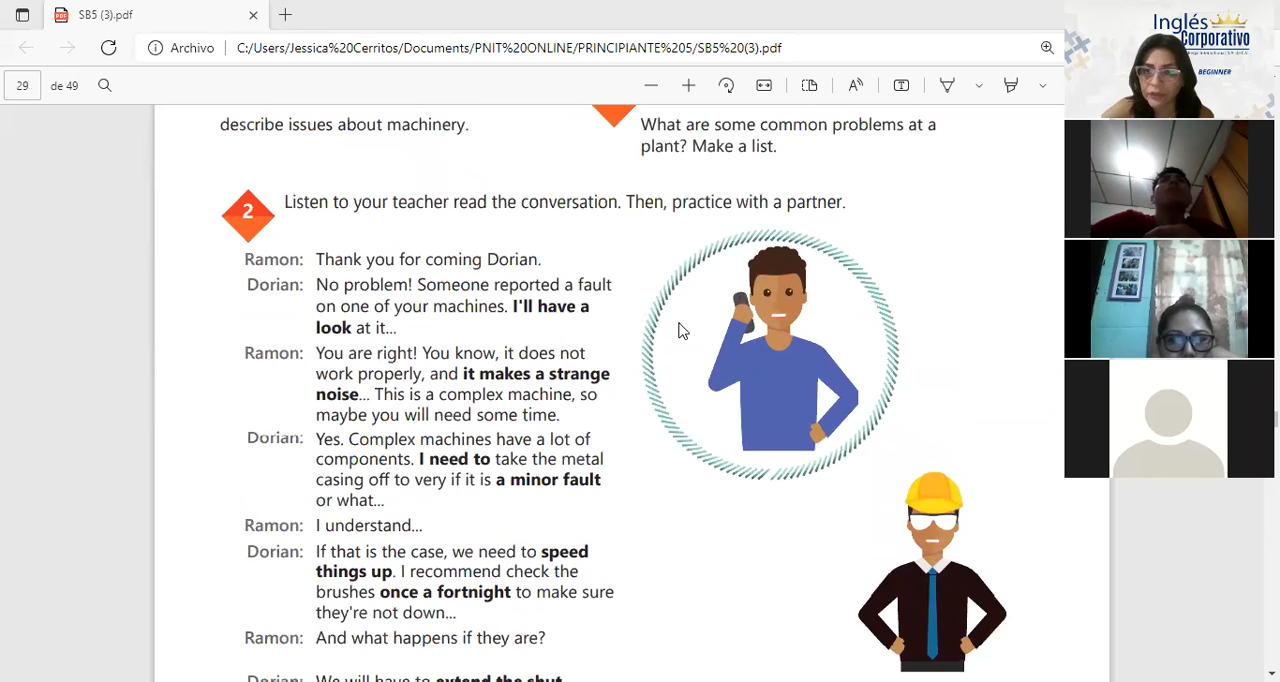 SB5 (3).pdf
Archivo
C:/Users/Jessica%20Cerritos/Documents/PNIT%20ONLINE/PRINCIPIANTE%205/SB5%20(3).pdf
29
de 49
Inglés
Corporativo
BEGINNER
describe issues about machinery.
What are some common problems at a
plant? Make a list.
2
Listen to your teacher read the conversation. Then, practice with a partner.
Ramon: Thank you for coming Dorian.
Dorian: No problem! Someone reported a fault
on one of your machines. I'll have a
look at it...
Ramon: You are right! You know, it does not
work properly, and it makes a strange
noise... This is a complex machine, so
maybe you will need some time.
Dorian: Yes. Complex machines have a lot of
components. I need to take the metal
casing off to very if it is a minor fault
or what...
Ramon: I understand...
Dorian: If that is the case, we need to speed
things up. I recommend check the
brushes once a fortnight to make sure
they're not down...
Ramon: And what happens if they are?
Dorian: We will have to extend the shut